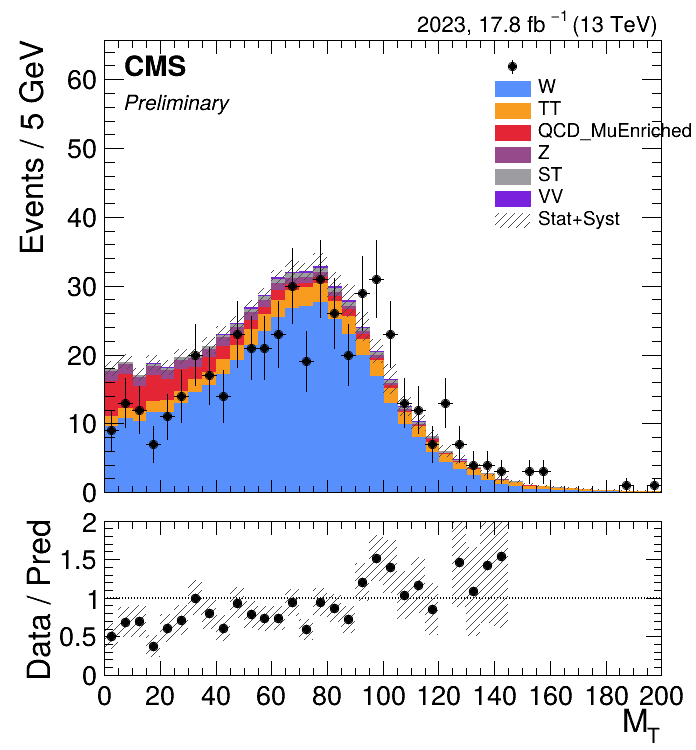 2023, 17.8 fb⁻¹ (13 TeV)
CMS
Preliminary
W
TT
QCD_MuEnriched
Z
ST
VV
Stat+Syst
Events / 5 GeV
60
50
40
30
20
10
0
Data / Pred
2
1.5
1
0.5
0
0 20 40 60 80 100 120 140 160 180 200
M_T